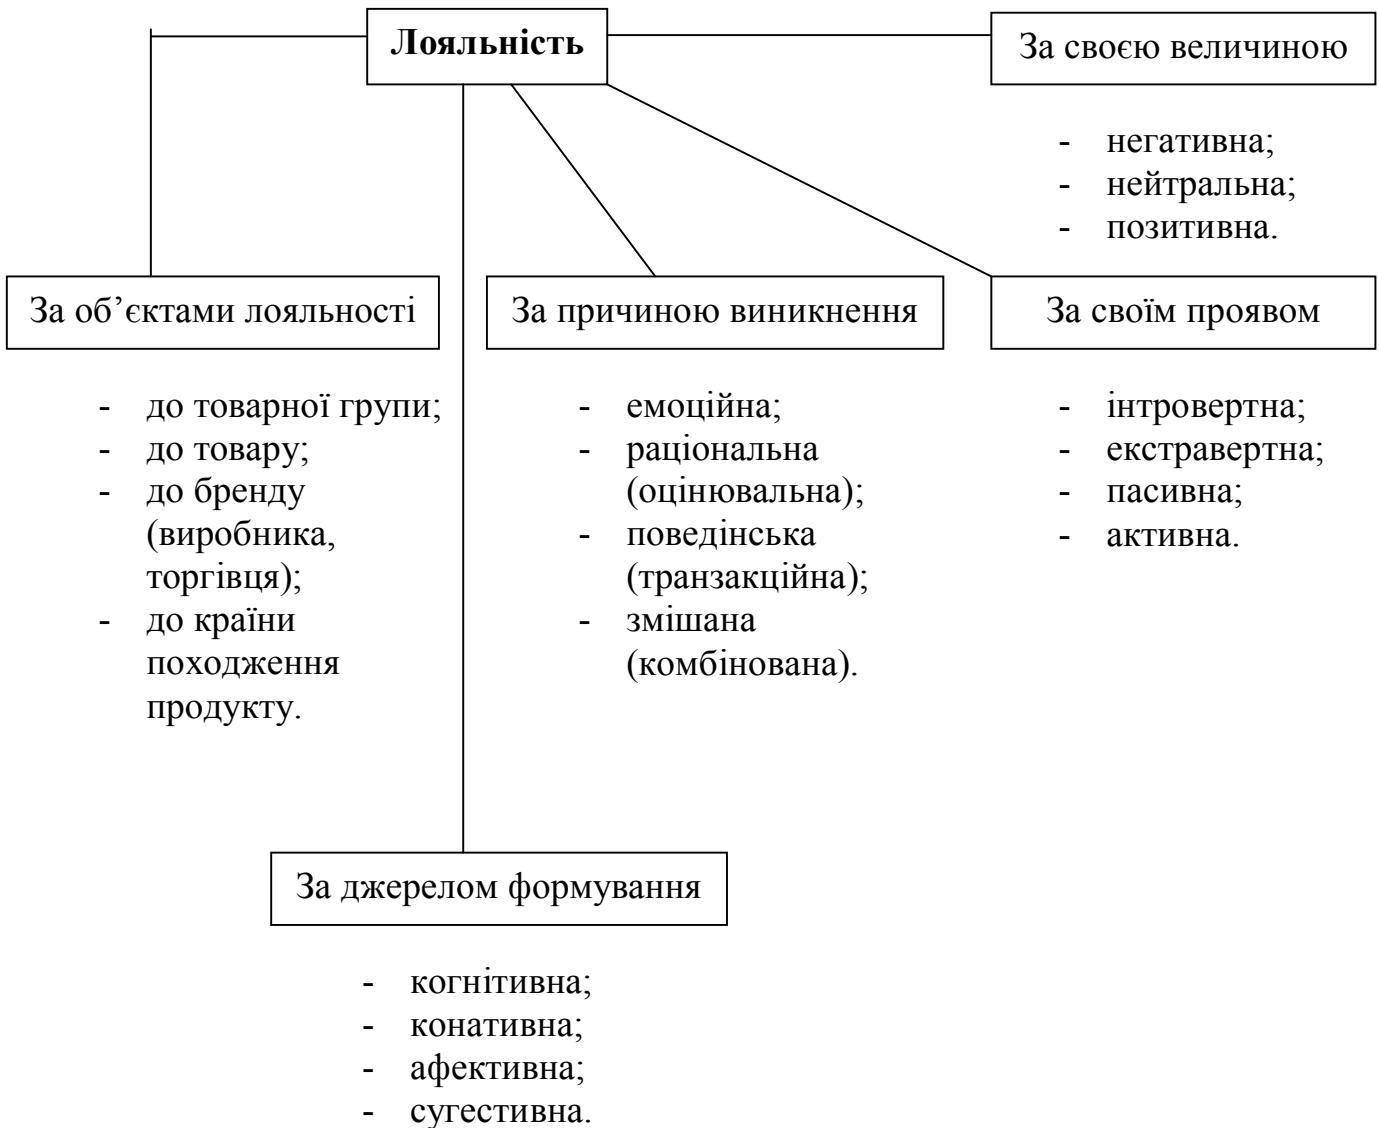 Лояльність
За своєю величиною
- негативна;
- нейтральна;
- позитивна.
За об’єктами лояльності
- до товарної групи;
- до товару;
- до бренду
(виробника,
торгівця);
- до країни
походження
продукту.
За причиною виникнення
- емоційна;
- раціональна
(оцінювальна);
- поведінська
(транзакційна);
- змішана
(комбінована).
За своїм проявом
- інтровертна;
- екстравертна;
- пасивна;
- активна.
За джерелом формування
- когнітивна;
- конативна;
- афективна;
- сугестивна.